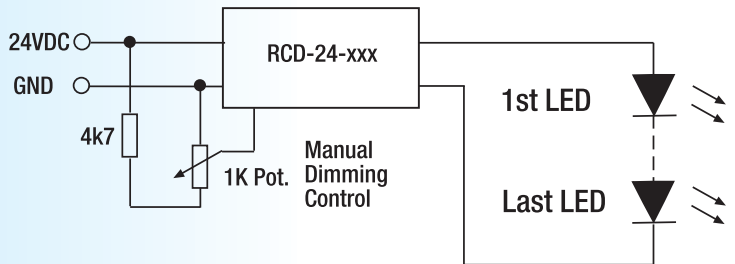 24VDC
GND
RCD-24-xxx
4k7
1K Pot.
Manual
Dimming
Control
1st LED
Last LED